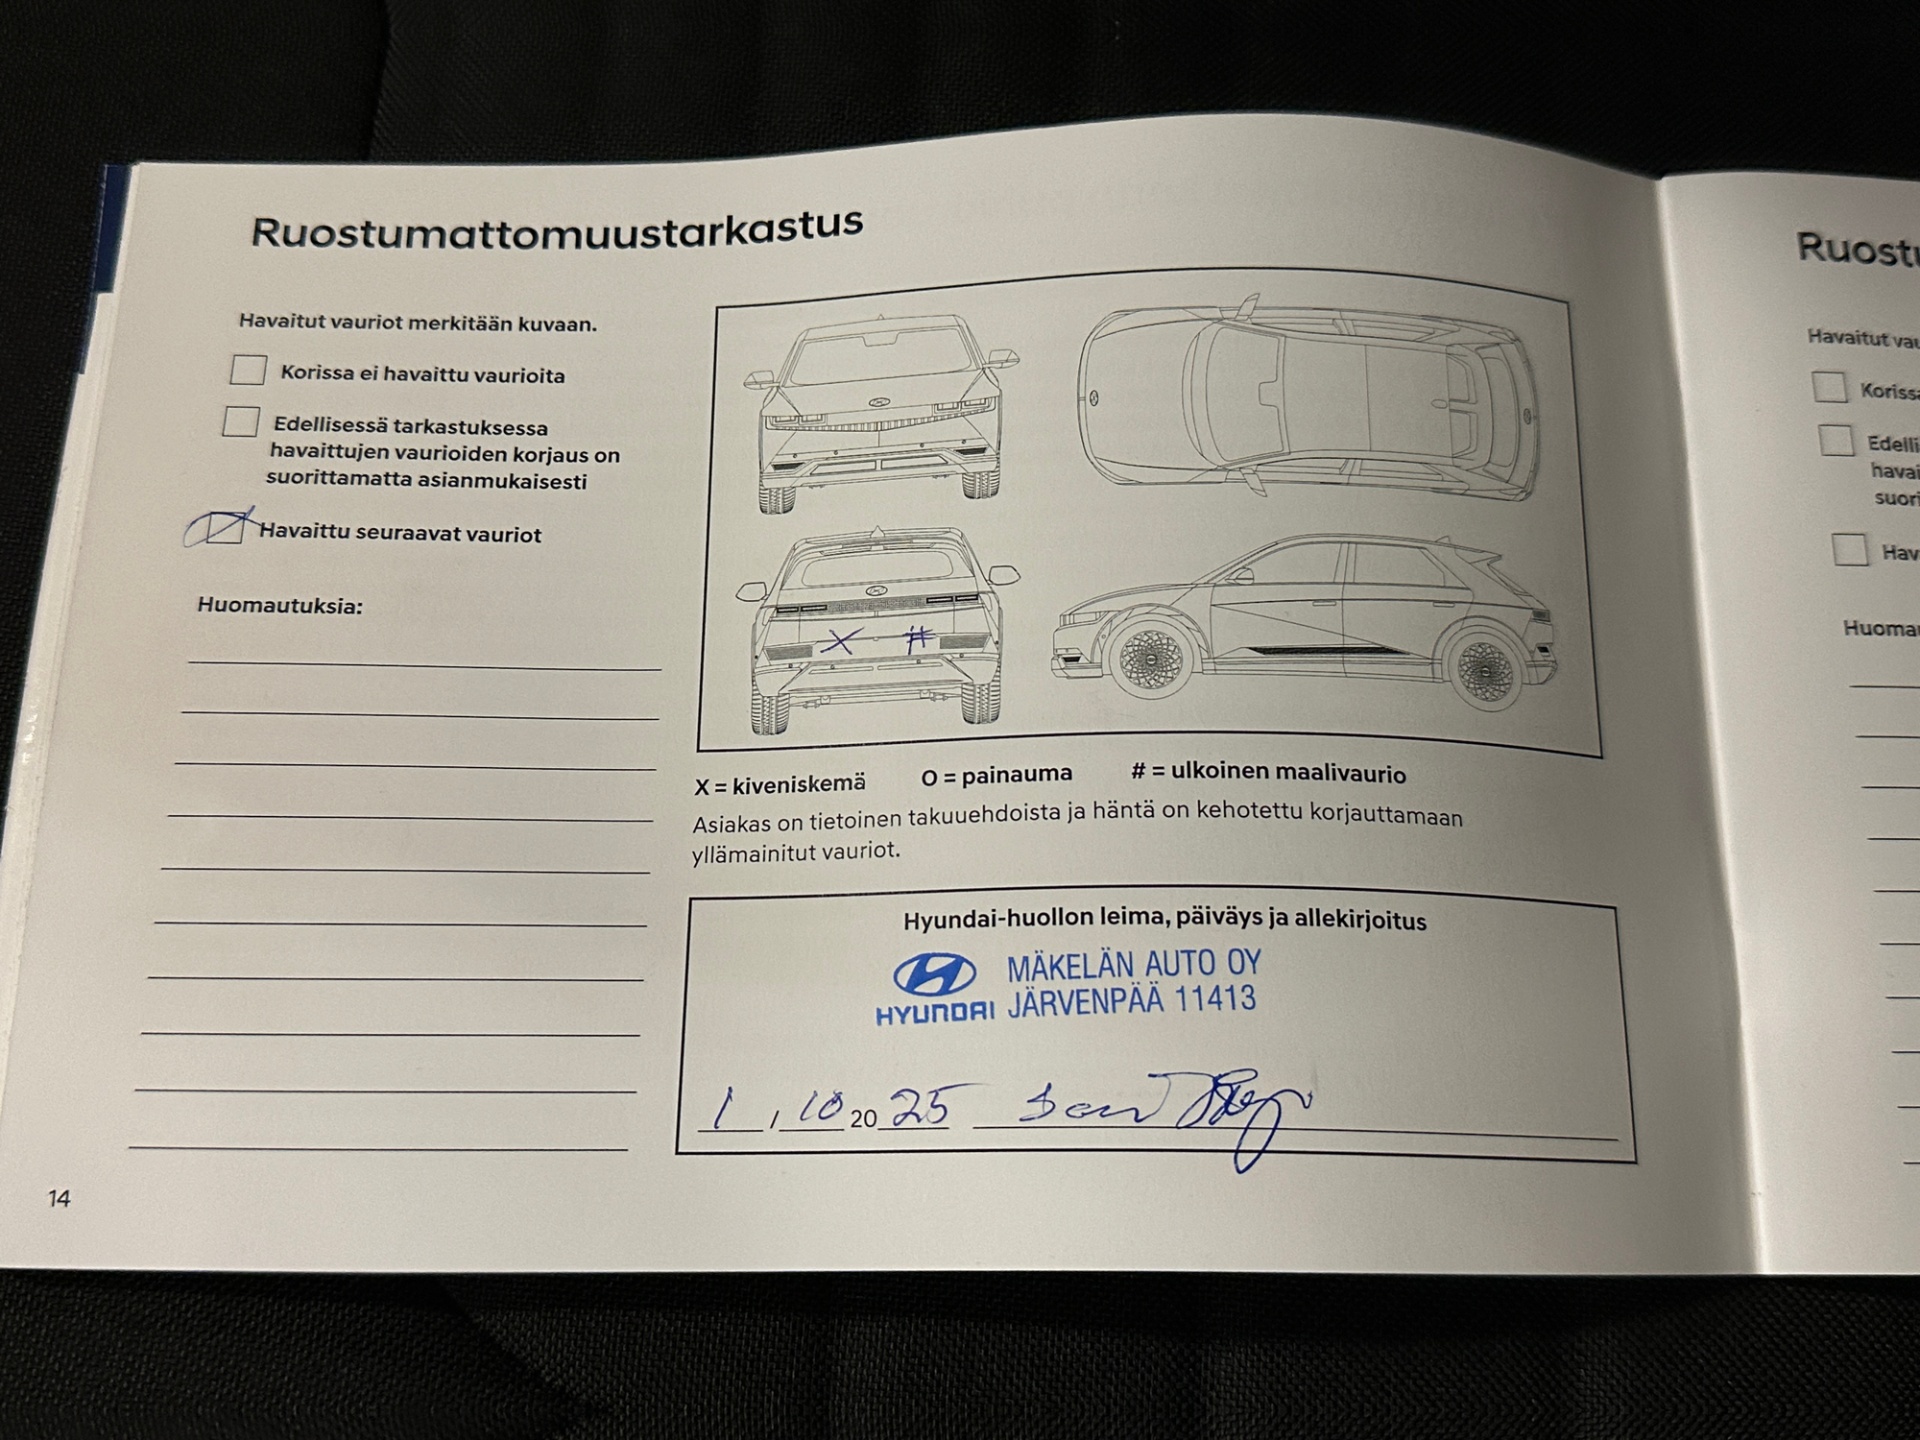 Ruostumattomuustarkastus
Havaitut vauriot merkitään kuvaan.
Korissa ei havaittu vaurioita
Edellisessä tarkastuksessa
havaittujen vaurioiden korjaus on
suorittamatta asianmukaisesti
Havaittu seuraavat vauriot
Huomautuksia:
X #
X = kiveniskemä O = painauma # = ulkoinen maalivaurio
Asiakas on tietoinen takuuehdoista ja häntä on kehotettu korjauttamaan
yllämainitut vauriot.
Hyundai-huollon leima, päiväys ja allekirjoitus
MÄKELÄN AUTO OY
HYUNDAI JÄRVENPÄÄ 11413
1 / 10 20 25
14
Ruostu
Havaitut vau
Korissa
Edelli
havai
suori
Hav
Huoma